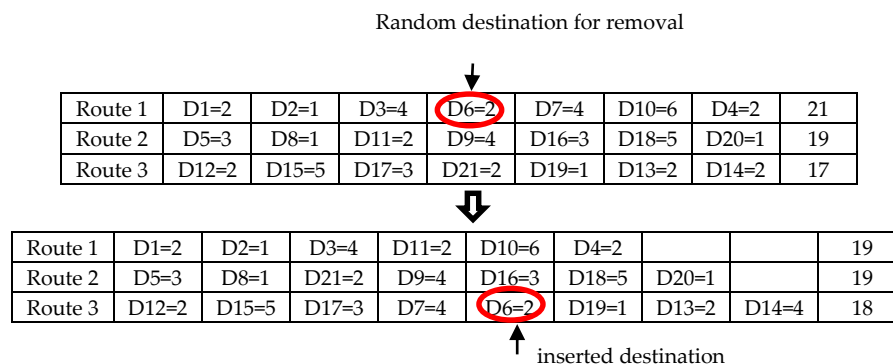 Random destination for removal
Route 1 D1=2 D2=1 D3=4 D6=2 D7=4 D10=6 D4=2 21
Route 2 D5=3 D8=1 D11=2 D9=4 D16=3 D18=5 D20=1 19
Route 3 D12=2 D15=5 D17=3 D21=2 D19=1 D13=2 D14=2 17
Route 1 D1=2 D2=1 D3=4 D11=2 D10=6 D4=2 19
Route 2 D5=3 D8=1 D21=2 D9=4 D16=3 D18=5 D20=1 19
Route 3 D12=2 D15=5 D17=3 D7=4 D6=2 D19=1 D13=2 D14=4 18
inserted destination